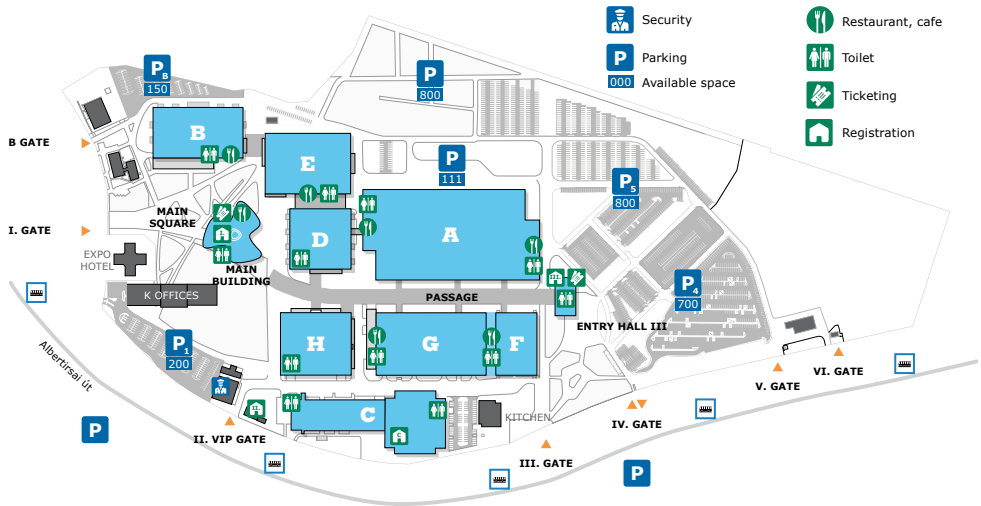 Security
Restaurant, cafe
P
Parking
Toilet
000 Available space
Ticketing
Registration
P B
150
P
800
B GATE
B
E
P
111
P 5
800
MAIN
SQUARE
I. GATE
A
D
EXPO
HOTEL
MAIN
BUILDING
K OFFICES
PASSAGE
P 4
700
ENTRY HALL III
P 1
200
H
G
F
Albertirsai út
VI. GATE
V. GATE
C
KITCHEN
P
II. VIP GATE
IV. GATE
III. GATE
P